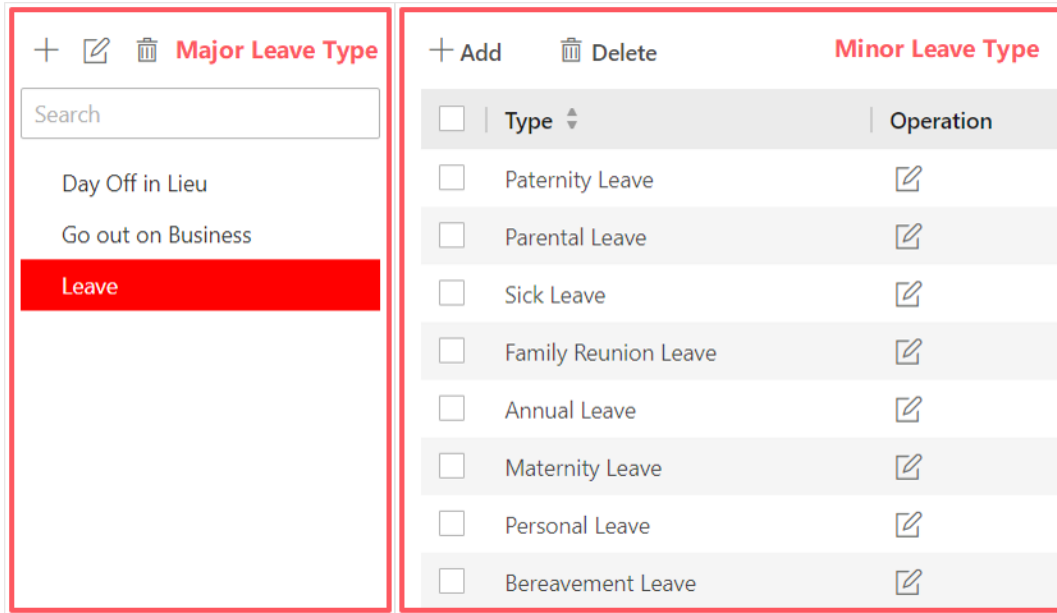 Major Leave Type
Search
Day Off in Lieu
Go out on Business
Leave
Add Delete Minor Leave Type
Type Operation
Paternity Leave
Parental Leave
Sick Leave
Family Reunion Leave
Annual Leave
Maternity Leave
Personal Leave
Bereavement Leave